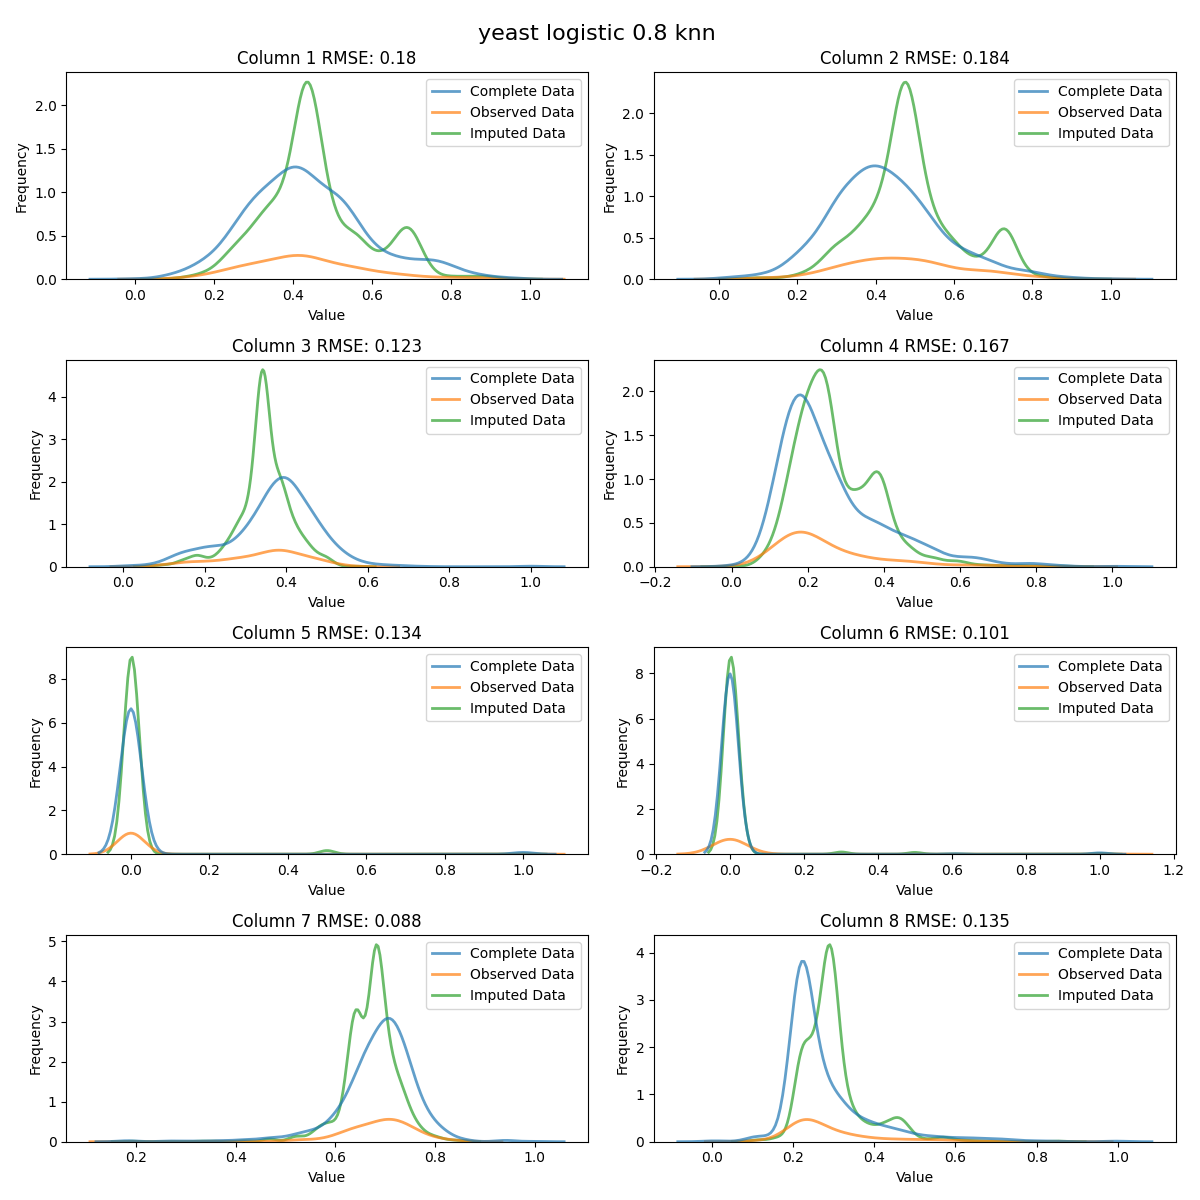 yeast logistic 0.8 knn
Column 1 RMSE: 0.18
Frequency
2.0
1.5
1.0
0.5
0.0
0.0 0.2 0.4 0.6 0.8 1.0
Value
Complete Data
Observed Data
Imputed Data
Column 2 RMSE: 0.184
Frequency
2.0
1.5
1.0
0.5
0.0
0.0 0.2 0.4 0.6 0.8 1.0
Value
Complete Data
Observed Data
Imputed Data
Column 3 RMSE: 0.123
Frequency
4
3
2
1
0
0.0 0.2 0.4 0.6 0.8 1.0
Value
Complete Data
Observed Data
Imputed Data
Column 4 RMSE: 0.167
Frequency
2.0
1.5
1.0
0.5
0.0
−0.2 0.0 0.2 0.4 0.6 0.8 1.0
Value
Complete Data
Observed Data
Imputed Data
Column 5 RMSE: 0.134
Frequency
8
6
4
2
0
0.0 0.2 0.4 0.6 0.8 1.0
Value
Complete Data
Observed Data
Imputed Data
Column 6 RMSE: 0.101
Frequency
8
6
4
2
0
−0.2 0.0 0.2 0.4 0.6 0.8 1.0 1.2
Value
Complete Data
Observed Data
Imputed Data
Column 7 RMSE: 0.088
Frequency
5
4
3
2
1
0
0.2 0.4 0.6 0.8 1.0
Value
Complete Data
Observed Data
Imputed Data
Column 8 RMSE: 0.135
Frequency
4
3
2
1
0
0.0 0.2 0.4 0.6 0.8 1.0
Value
Complete Data
Observed Data
Imputed Data